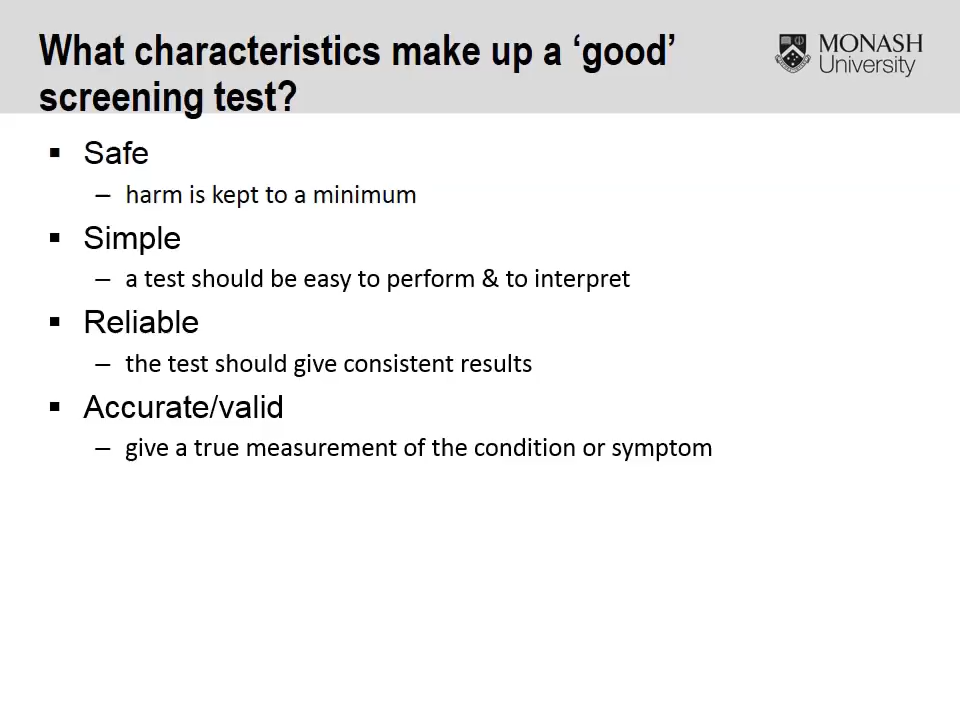 What characteristics make up a ‘good’
screening test?
MONASH
University
▪ Safe
– harm is kept to a minimum
▪ Simple
– a test should be easy to perform & to interpret
▪ Reliable
– the test should give consistent results
▪ Accurate/valid
– give a true measurement of the condition or symptom